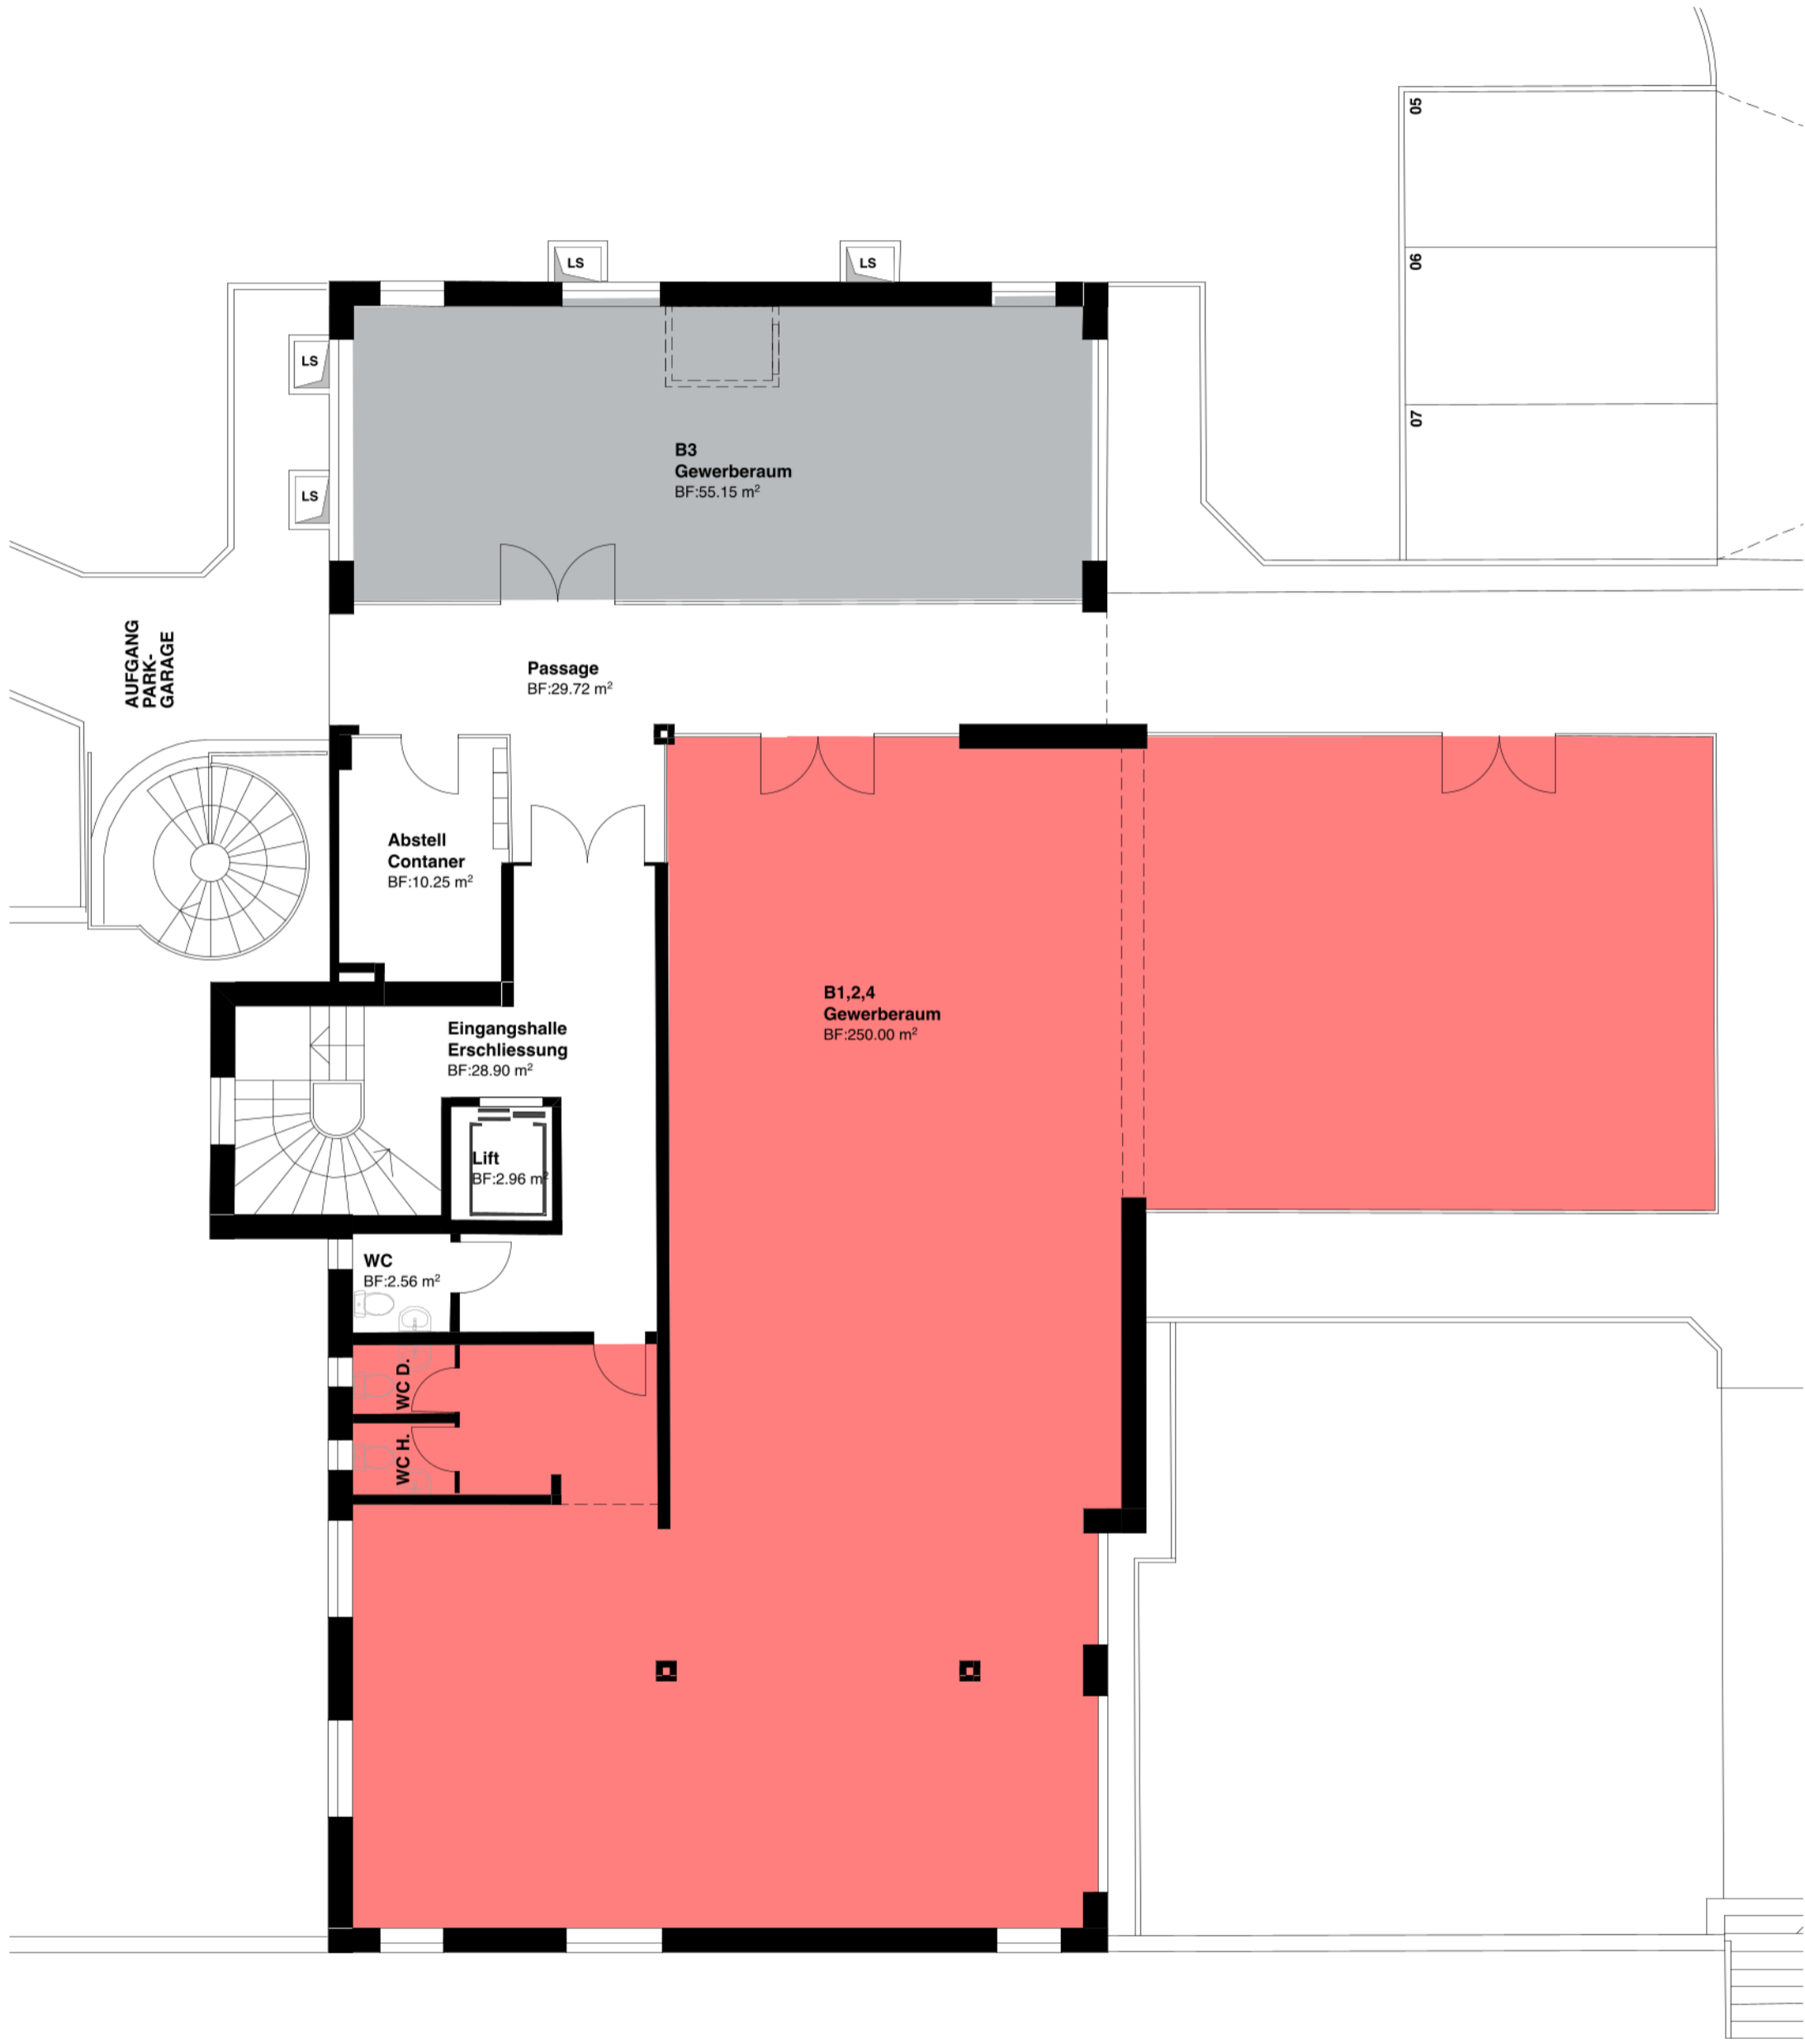 05
LS
LS
06
LS
07
B3
Gewerberaum
BF:55.15 m²
LS
AUFGANG
PARK-
GARAGE
Passage
BF:29.72 m²
Abstell
Contaner
BF:10.25 m²
B1,2,4
Gewerberaum
BF:250.00 m²
Eingangshalle
Erschliessung
BF:28.90 m²
Lift
BF:2.96 m²
WC
BF:2.56 m²
WC D.
WC H.